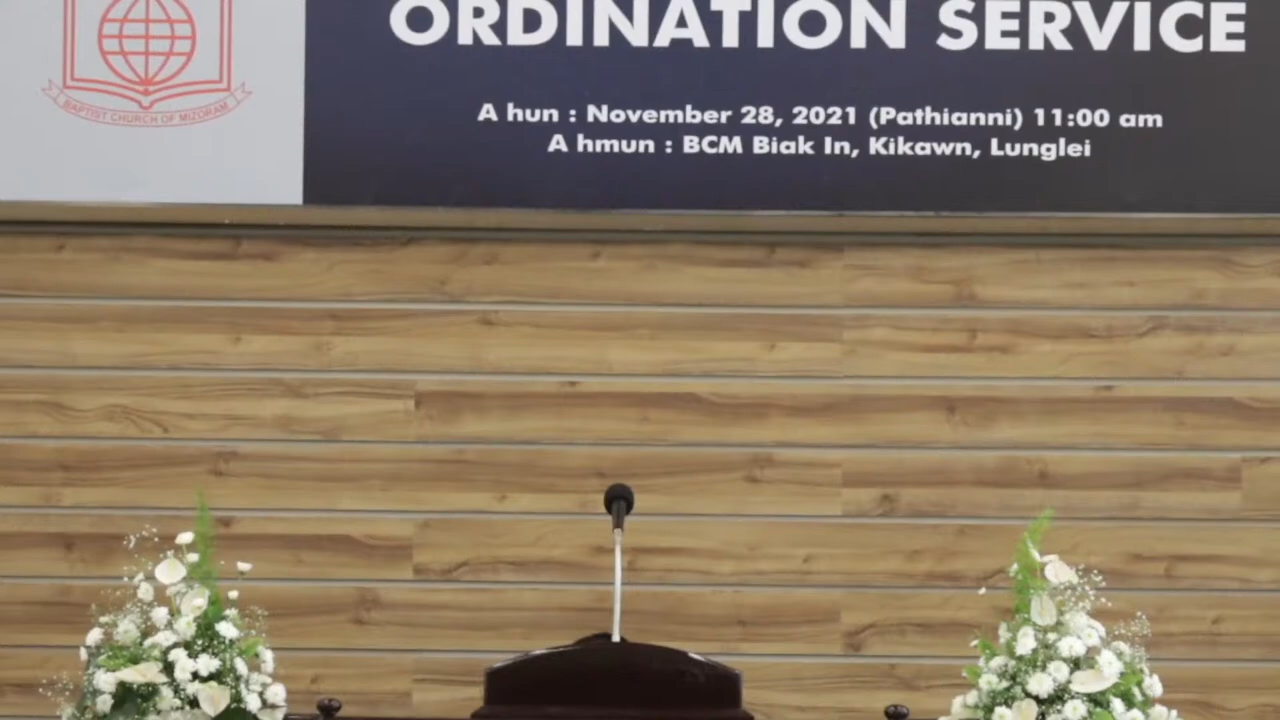 ORDINATION SERVICE
A hun : November 28, 2021 (Pathianni) 11:00 am
A hmun : BCM Biak In, Kikawn, Lunglei
BAPTIST CHURCH OF MIZORAM